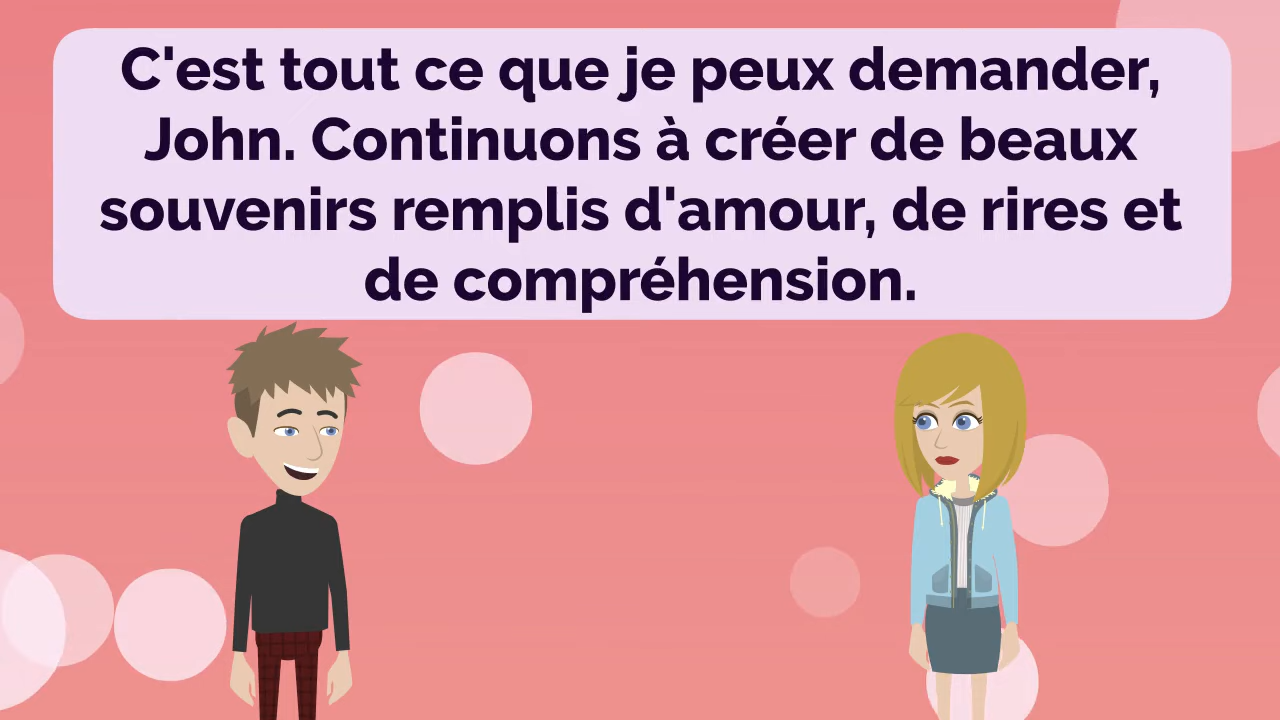 C'est tout ce que je peux demander,
John. Continuons à créer de beaux
souvenirs remplis d'amour, de rires et
de compréhension.